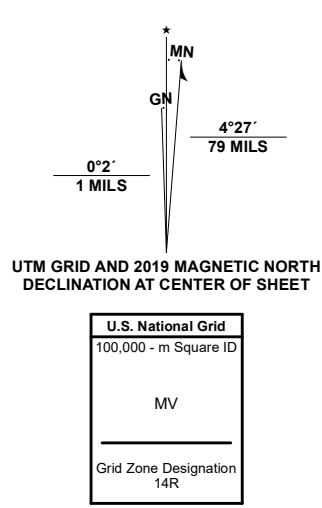 ★
MN
GN
4°27´
79 MILS
0°2´
1 MILS
UTM GRID AND 2019 MAGNETIC NORTH
DECLINATION AT CENTER OF SHEET
U.S. National Grid
100,000 - m Square ID
MV
Grid Zone Designation
14R